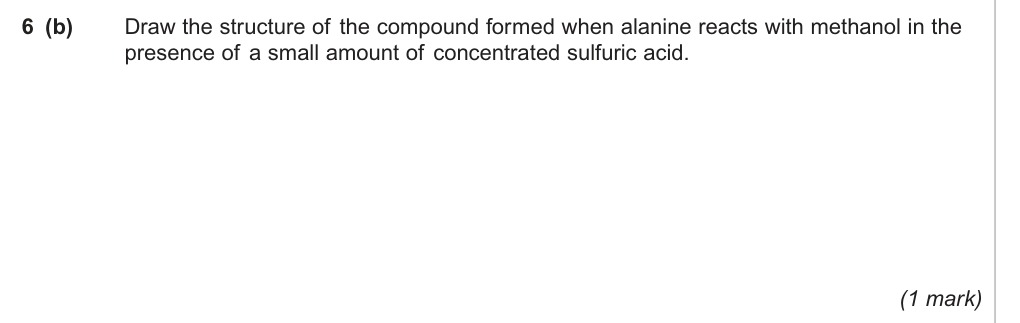 6 (b) Draw the structure of the compound formed when alanine reacts with methanol in the
presence of a small amount of concentrated sulfuric acid.
(1 mark)